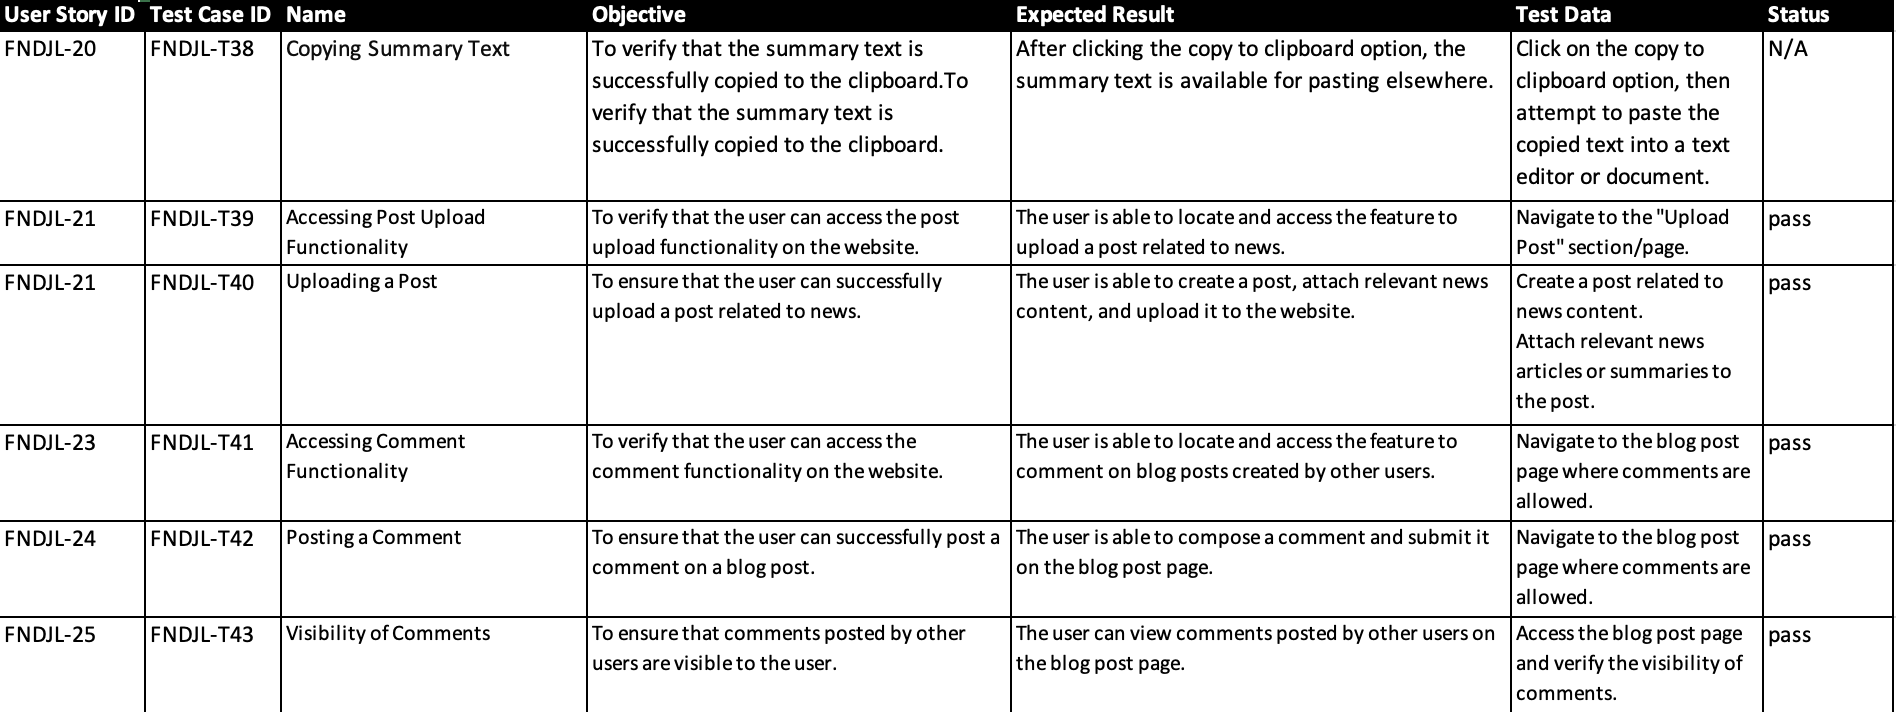 User Story ID Test Case ID Name Objective Expected Result Test Data Status
FNDJL-20 FNDJL-T38 Copying Summary Text To verify that the summary text is After clicking the copy to clipboard option, the Click on the copy to N/A
successfully copied to the clipboard.To summary text is available for pasting elsewhere. clipboard option, then
verify that the summary text is attempt to paste the
successfully copied to the clipboard. copied text into a text
editor or document.
FNDJL-21 FNDJL-T39 Accessing Post Upload To verify that the user can access the post The user is able to locate and access the feature to Navigate to the "Upload pass
Functionality upload functionality on the website. upload a post related to news. Post" section/page.
FNDJL-21 FNDJL-T40 Uploading a Post To ensure that the user can successfully The user is able to create a post, attach relevant news Create a post related to pass
upload a post related to news. content, and upload it to the website. news content.
Attach relevant news
articles or summaries to
the post.
FNDJL-23 FNDJL-T41 Accessing Comment To verify that the user can access the The user is able to locate and access the feature to Navigate to the blog post pass
Functionality comment functionality on the website. comment on blog posts created by other users. page where comments are
allowed.
FNDJL-24 FNDJL-T42 Posting a Comment To ensure that the user can successfully post a The user is able to compose a comment and submit it Navigate to the blog post pass
comment on a blog post. on the blog post page. page where comments are
allowed.
FNDJL-25 FNDJL-T43 Visibility of Comments To ensure that comments posted by other The user can view comments posted by other users on Access the blog post page pass
users are visible to the user. the blog post page. and verify the visibility of
comments.